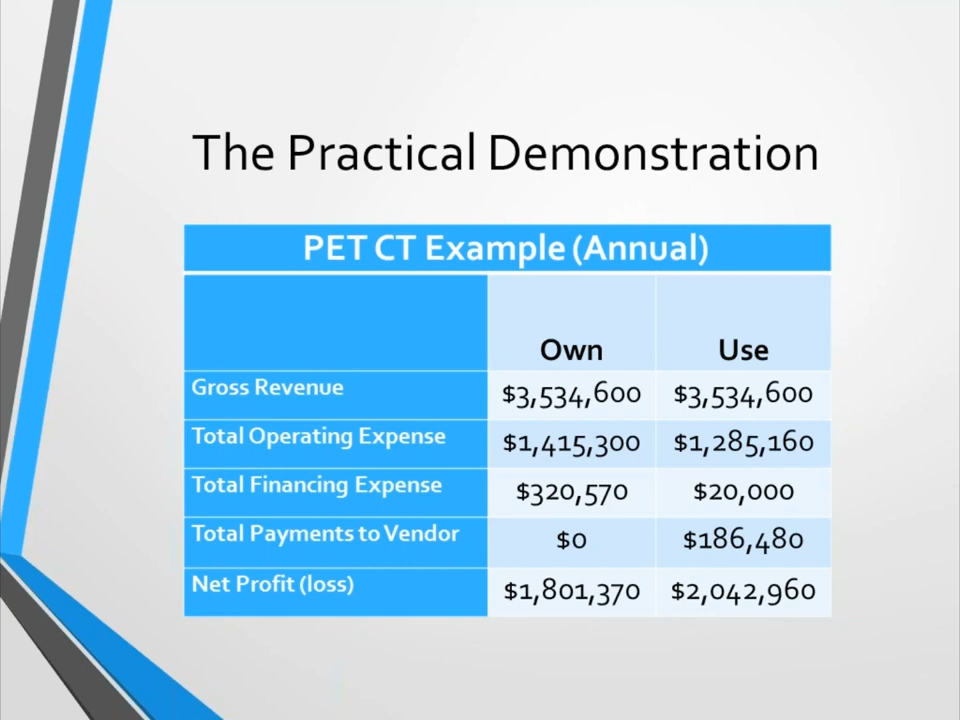 The Practical Demonstration
PET CT Example (Annual)
Own Use
Gross Revenue $3,534,600 $3,534,600
Total Operating Expense $1,415,300 $1,285,160
Total Financing Expense $320,570 $20,000
Total Payments to Vendor $0 $186,480
Net Profit (loss) $1,801,370 $2,042,960